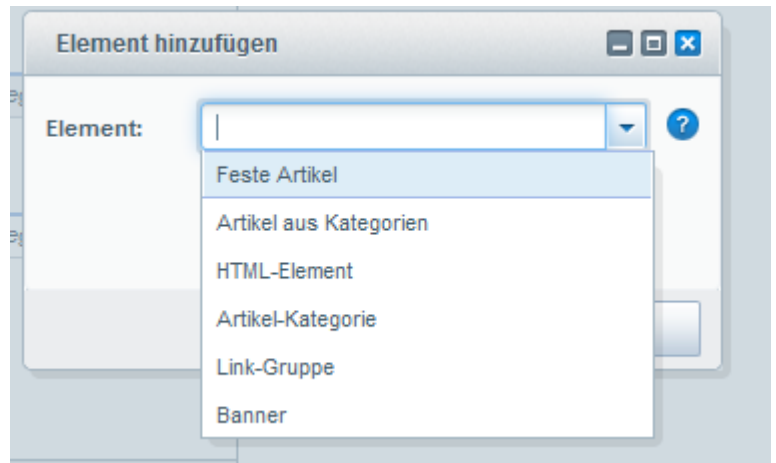 Element hinzufügen
Element:
?
Feste Artikel
Artikel aus Kategorien
HTML-Element
Artikel-Kategorie
Link-Gruppe
Banner